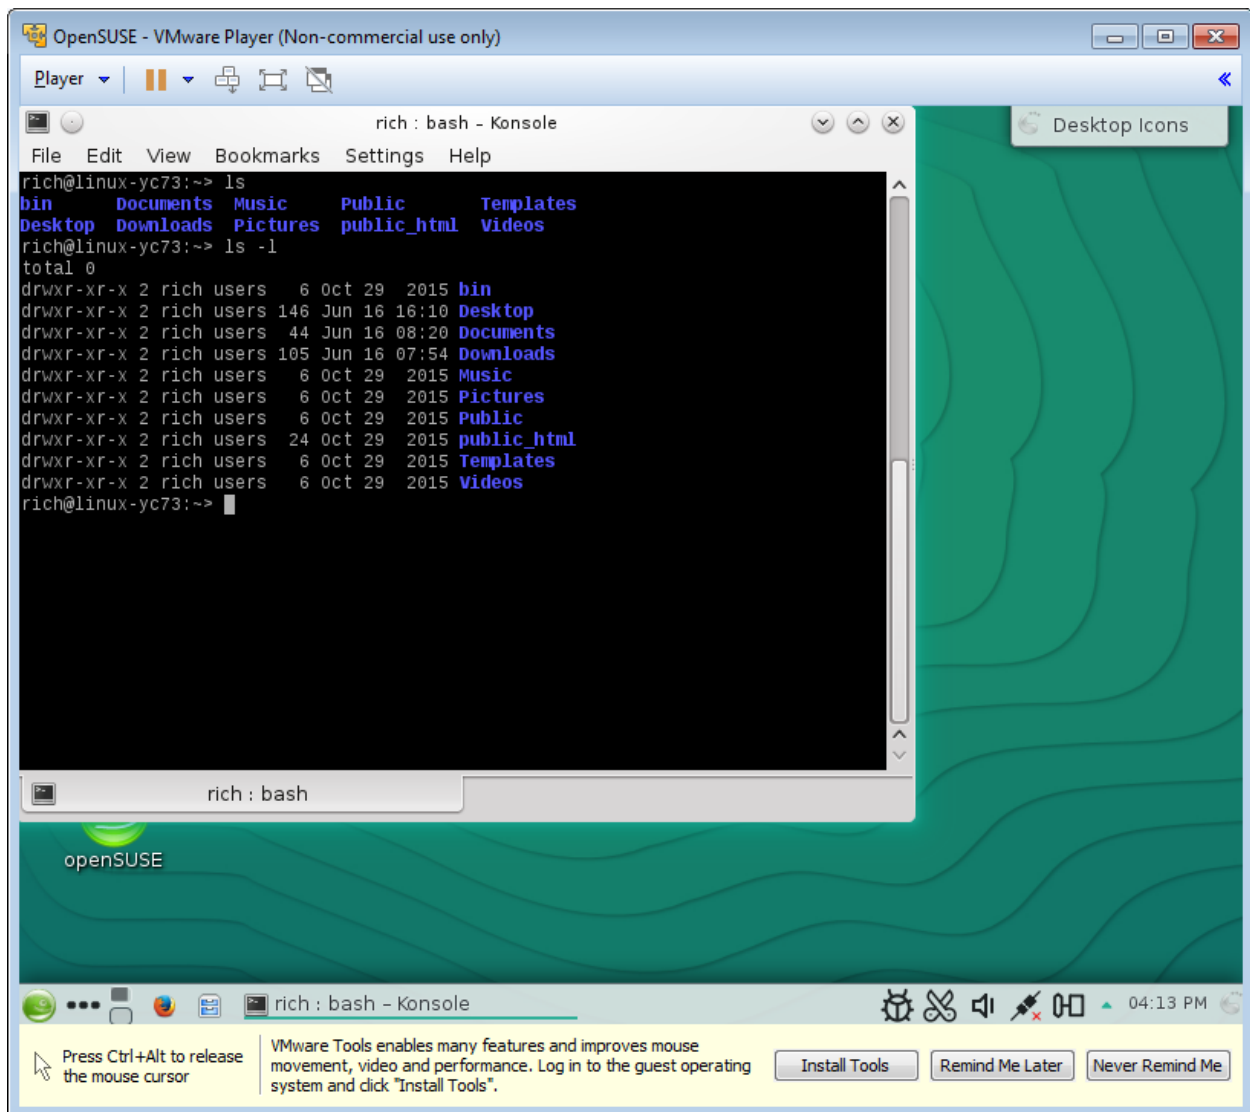 OpenSUSE - VMware Player (Non-commercial use only)
Player
rich : bash – Konsole
Desktop Icons
File Edit View Bookmarks Settings Help
rich@linux-yc73:~> ls
bin Documents Music Public Templates
Desktop Downloads Pictures public_html Videos
rich@linux-yc73:~> ls -l
total 0
drwxr-xr-x 2 rich users   6 Oct 29  2015 bin
drwxr-xr-x 2 rich users 146 Jun 16 16:10 Desktop
drwxr-xr-x 2 rich users  44 Jun 16 08:20 Documents
drwxr-xr-x 2 rich users 105 Jun 16 07:54 Downloads
drwxr-xr-x 2 rich users   6 Oct 29  2015 Music
drwxr-xr-x 2 rich users   6 Oct 29  2015 Pictures
drwxr-xr-x 2 rich users   6 Oct 29  2015 Public
drwxr-xr-x 2 rich users  24 Oct 29  2015 public_html
drwxr-xr-x 2 rich users   6 Oct 29  2015 Templates
drwxr-xr-x 2 rich users   6 Oct 29  2015 Videos
rich@linux-yc73:~>
rich : bash
openSUSE
rich : bash – Konsole
04:13 PM
Press Ctrl+Alt to release
the mouse cursor
VMware Tools enables many features and improves mouse
movement, video and performance. Log in to the guest operating
system and click "Install Tools".
Install Tools
Remind Me Later
Never Remind Me